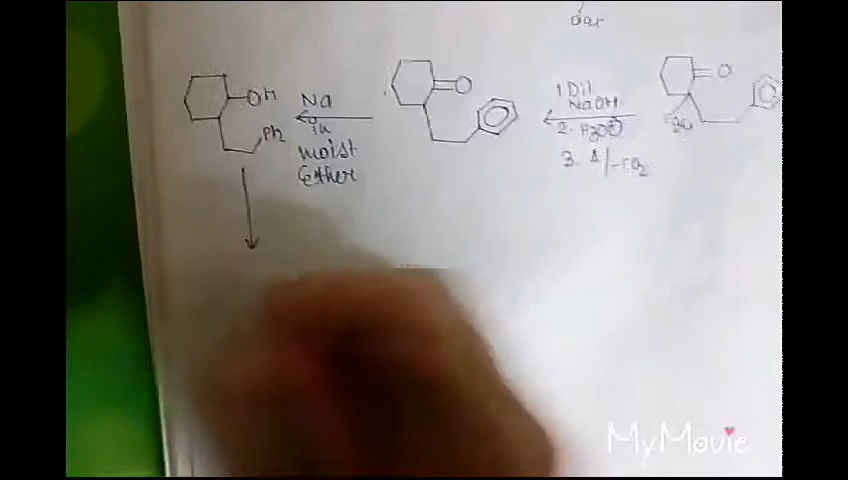 OH
Ph
Na
in
moist
Ether
O
1 Dil
NaOH
2. H3O⊕
3. Δ/-CO2
O
MyMovie